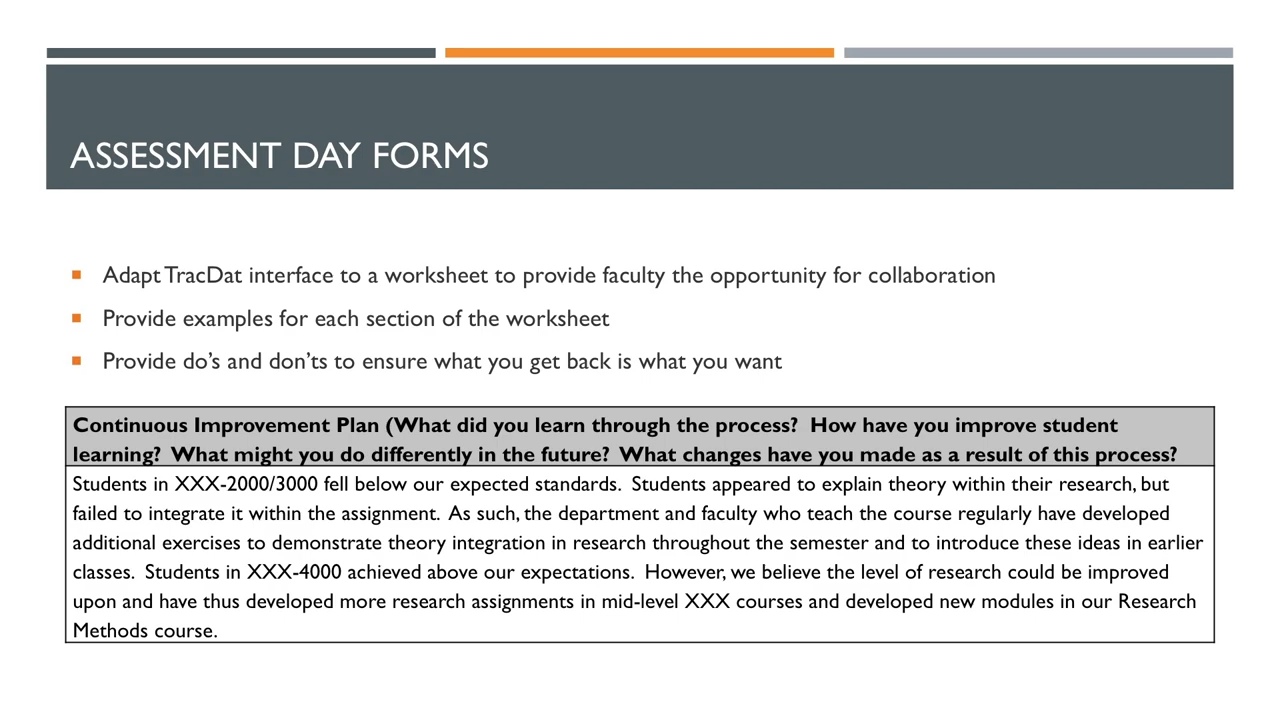 ASSESSMENT DAY FORMS
Adapt TracDat interface to a worksheet to provide faculty the opportunity for collaboration
Provide examples for each section of the worksheet
Provide do’s and don’ts to ensure what you get back is what you want
Continuous Improvement Plan (What did you learn through the process?  How have you improve student
learning?  What might you do differently in the future?  What changes have you made as a result of this process?
Students in XXX-2000/3000 fell below our expected standards.  Students appeared to explain theory within their research, but
failed to integrate it within the assignment.  As such, the department and faculty who teach the course regularly have developed
additional exercises to demonstrate theory integration in research throughout the semester and to introduce these ideas in earlier
classes.  Students in XXX-4000 achieved above our expectations.  However, we believe the level of research could be improved
upon and have thus developed more research assignments in mid-level XXX courses and developed new modules in our Research
Methods course.